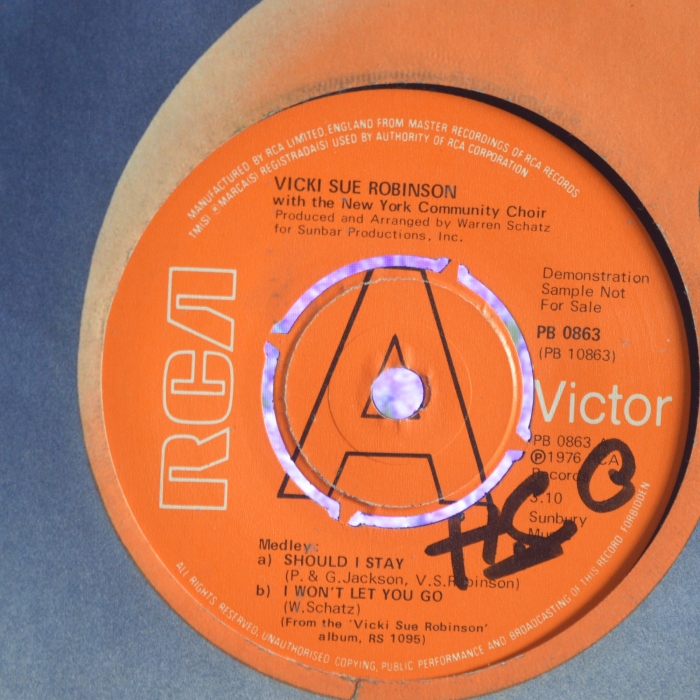 MANUFACTURED BY RCA LIMITED, ENGLAND FROM MASTER RECORDINGS OF RCA RECORDS
TM(S) ® MARCA(S) REGISTRADA(S) USED BY AUTHORITY OF RCA CORPORATION
VICKI SUE ROBINSON
with the New York Community Choir
Produced and Arranged by Warren Schatz
for Sunbar Productions, Inc.
RCA
A
Demonstration
Sample Not
For Sale
PB 0863
(PB 10863)
Victor
PB 0863 A
℗1976 RCA
Records
3.10
Sunbury
Medley:
a) SHOULD I STAY
(P. & G.Jackson, V.S.Robinson)
b) I WON'T LET YOU GO
(W.Schatz)
(From the 'Vicki Sue Robinson'
album, RS 1095)
ALL RIGHTS RESERVED, UNAUTHORISED COPYING, PUBLIC PERFORMANCE AND BROADCASTING OF THIS RECORD FORBIDDEN